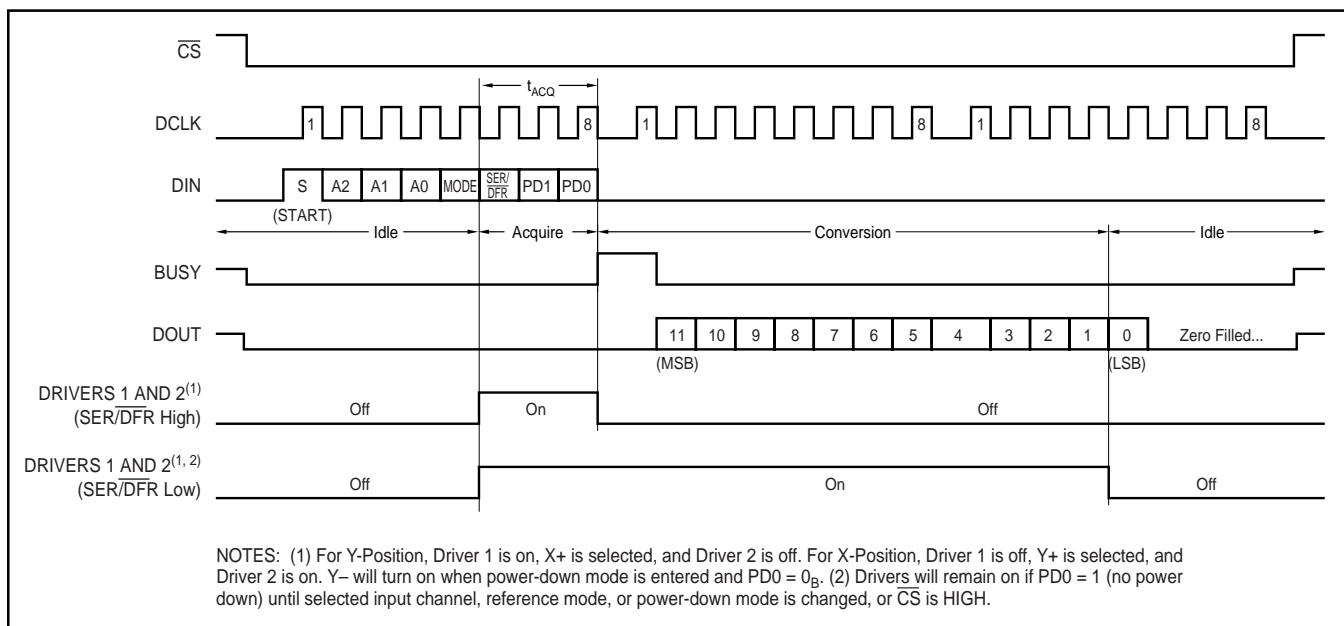 CS
tACQ
DCLK 1 8 1 8 1 8
DIN S A2 A1 A0 MODE SER/DFR PD1 PD0
(START)
Idle Acquire Conversion Idle
BUSY
DOUT 11 10 9 8 7 6 5 4 3 2 1 0 Zero Filled...
(MSB) (LSB)
DRIVERS 1 AND 2(1)
(SER/DFR High) Off On Off
DRIVERS 1 AND 2(1, 2)
(SER/DFR Low) Off On Off
NOTES: (1) For Y-Position, Driver 1 is on, X+ is selected, and Driver 2 is off. For X-Position, Driver 1 is off, Y+ is selected, and
Driver 2 is on. Y– will turn on when power-down mode is entered and PD0 = 0B. (2) Drivers will remain on if PD0 = 1 (no power
down) until selected input channel, reference mode, or power-down mode is changed, or CS is HIGH.